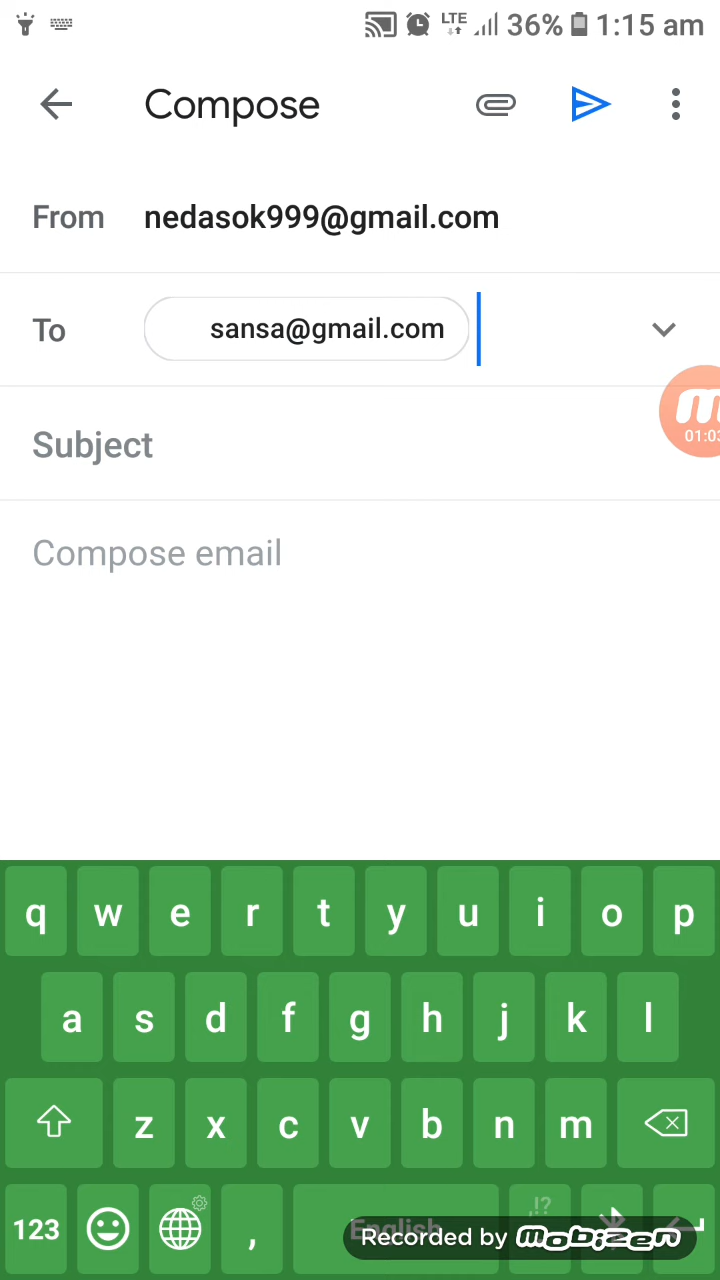 LTE 36% 1:15 am
Compose
From nedasok999@gmail.com
To sansa@gmail.com
m
01:03
Subject
Compose email
q w e r t y u i o p
a s d f g h j k l
z x c v b n m
123 , English ,!?
Recorded by mobizen